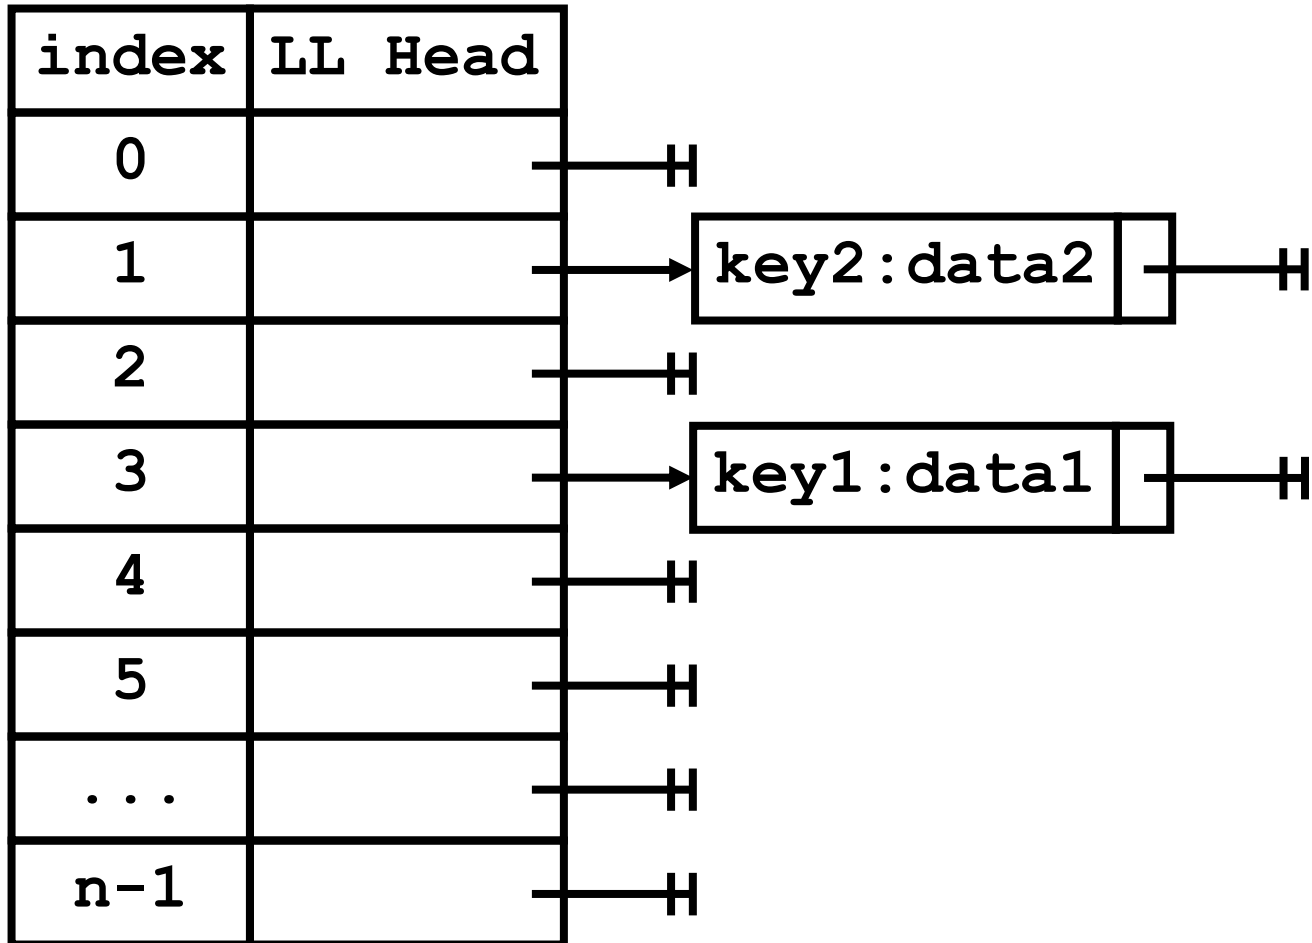 index LL Head
0
1 key2:data2
2
3 key1:data1
4
5
...
n-1